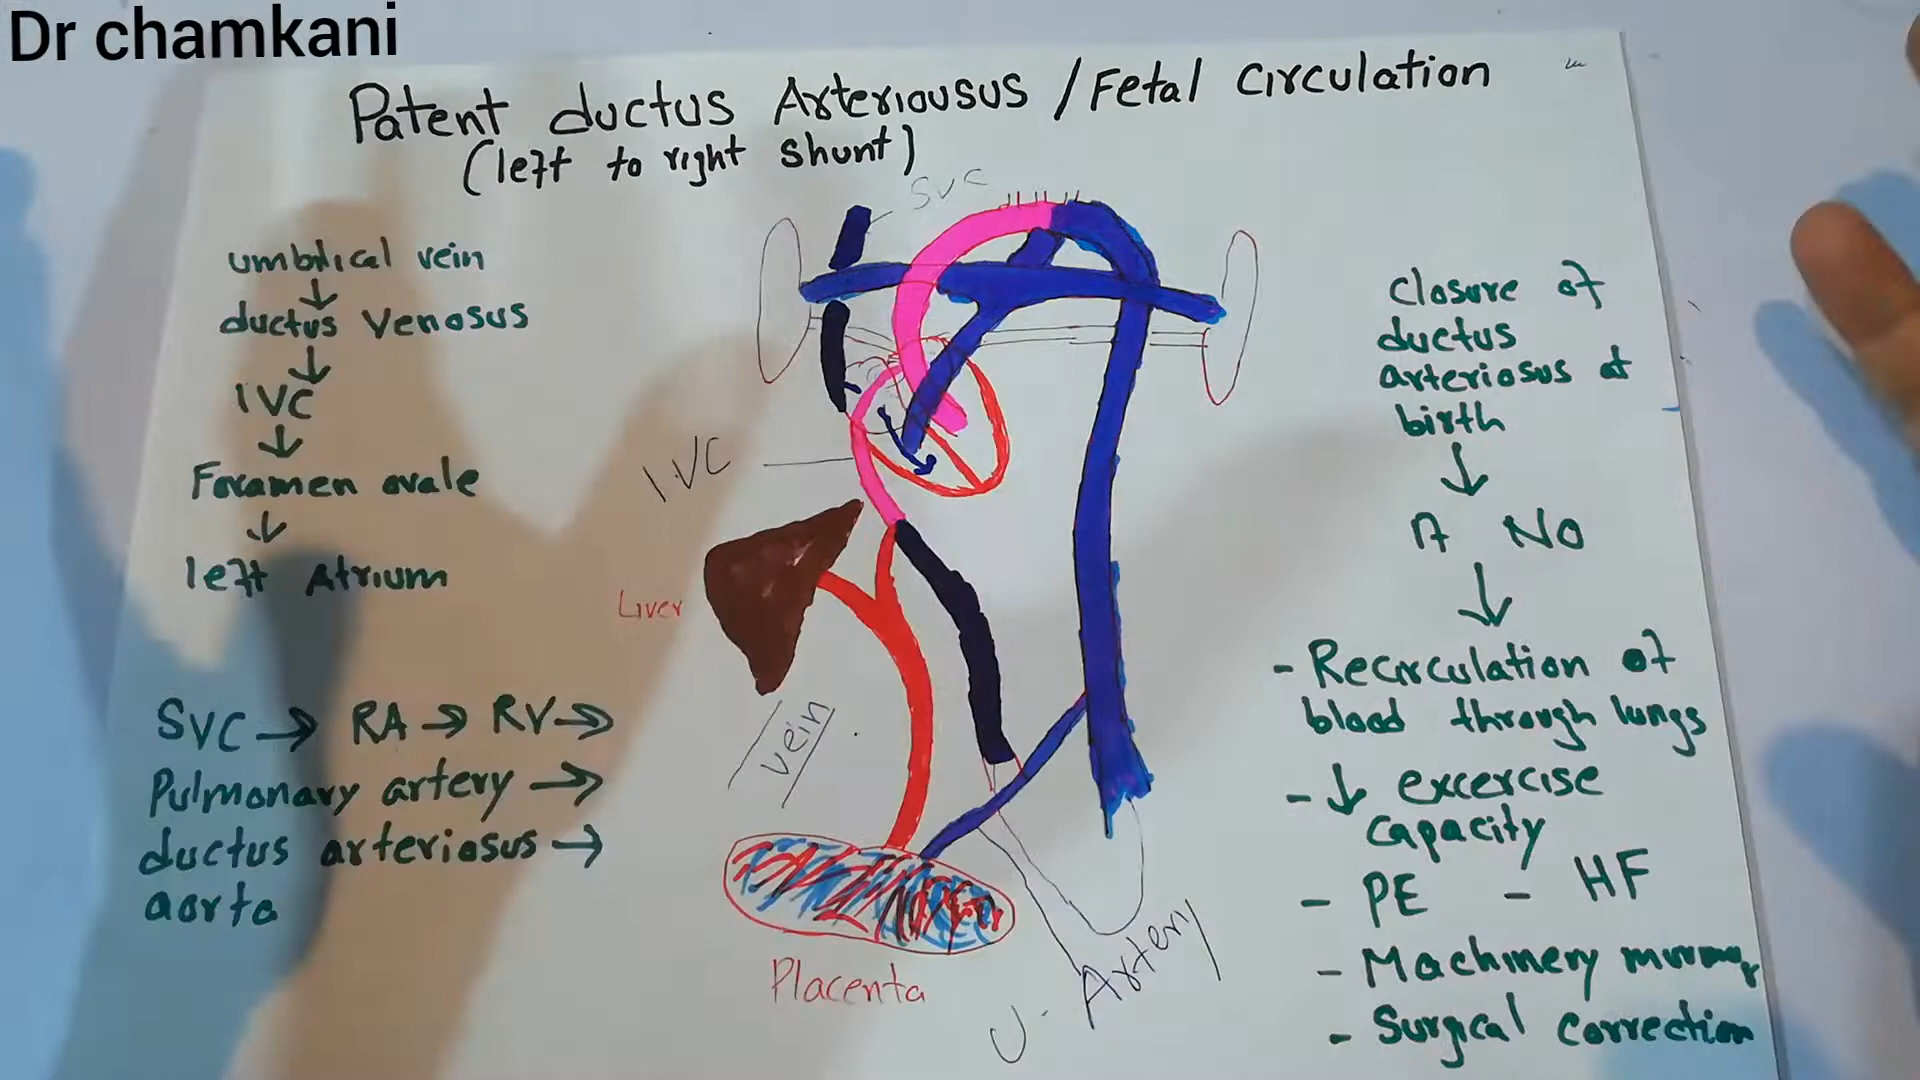 Dr chamkani
Patent ductus Arteriousus / Fetal Circulation
(left to right shunt)
SVC
umbilical vein
↓
ductus venosus
↓
IVC
↓
Foramen ovale
↓
left Atrium
SVC → RA → RV →
Pulmonary artery →
ductus arteriosus →
aorta
IVC
Liver
vein
Placenta
U- Artery
Closure of
ductus
arteriosus at
birth
↓
NO
↓
- Recirculation of
blood through lungs
- ↓ excercise
capacity
- PE - HF
- Machinery murmur
- Surgical correction